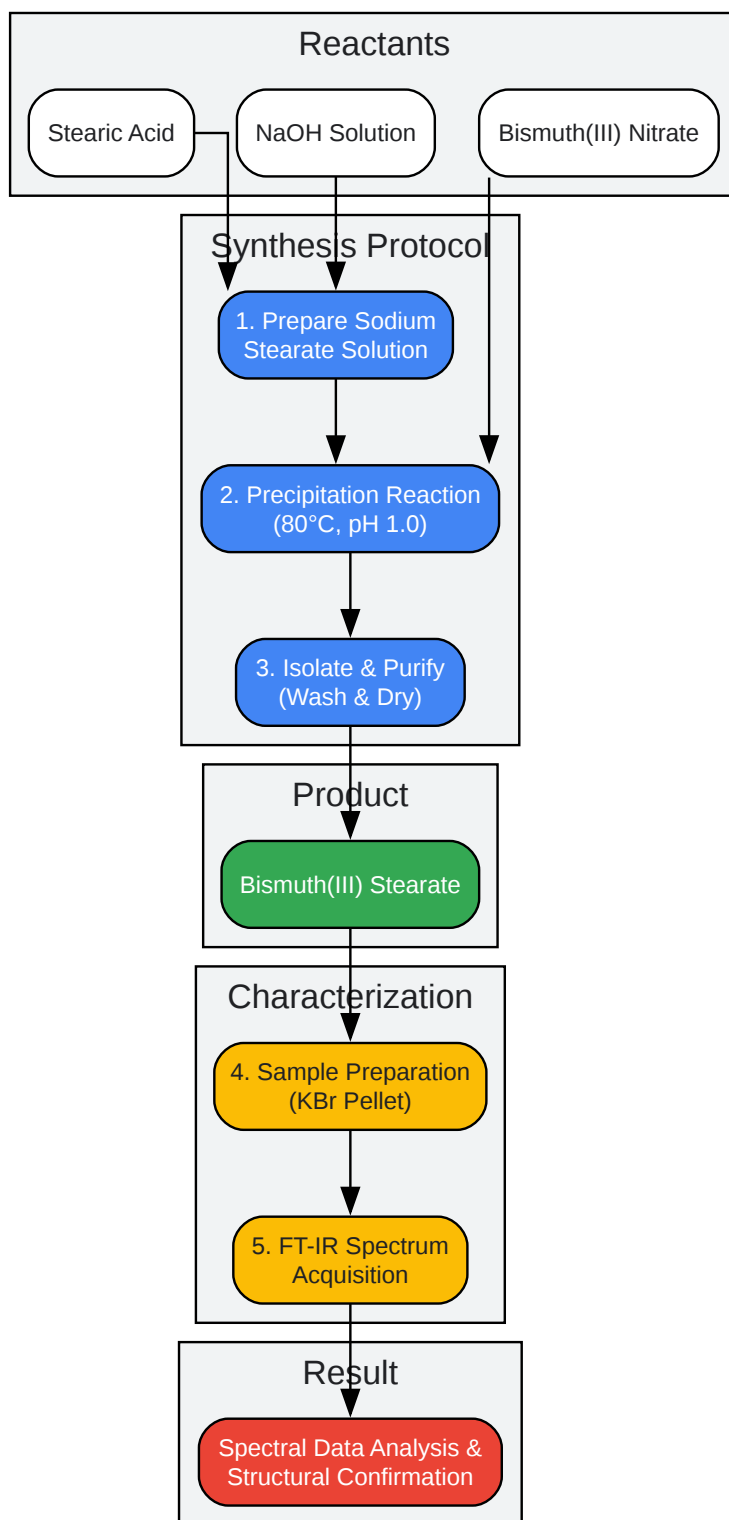 Reactants
Stearic Acid
NaOH Solution
Bismuth(III) Nitrate
Synthesis Protocol
1. Prepare Sodium
Stearate Solution
2. Precipitation Reaction
(80°C, pH 1.0)
3. Isolate & Purify
(Wash & Dry)
Product
Bismuth(III) Stearate
Characterization
4. Sample Preparation
(KBr Pellet)
5. FT-IR Spectrum
Acquisition
Result
Spectral Data Analysis &
Structural Confirmation